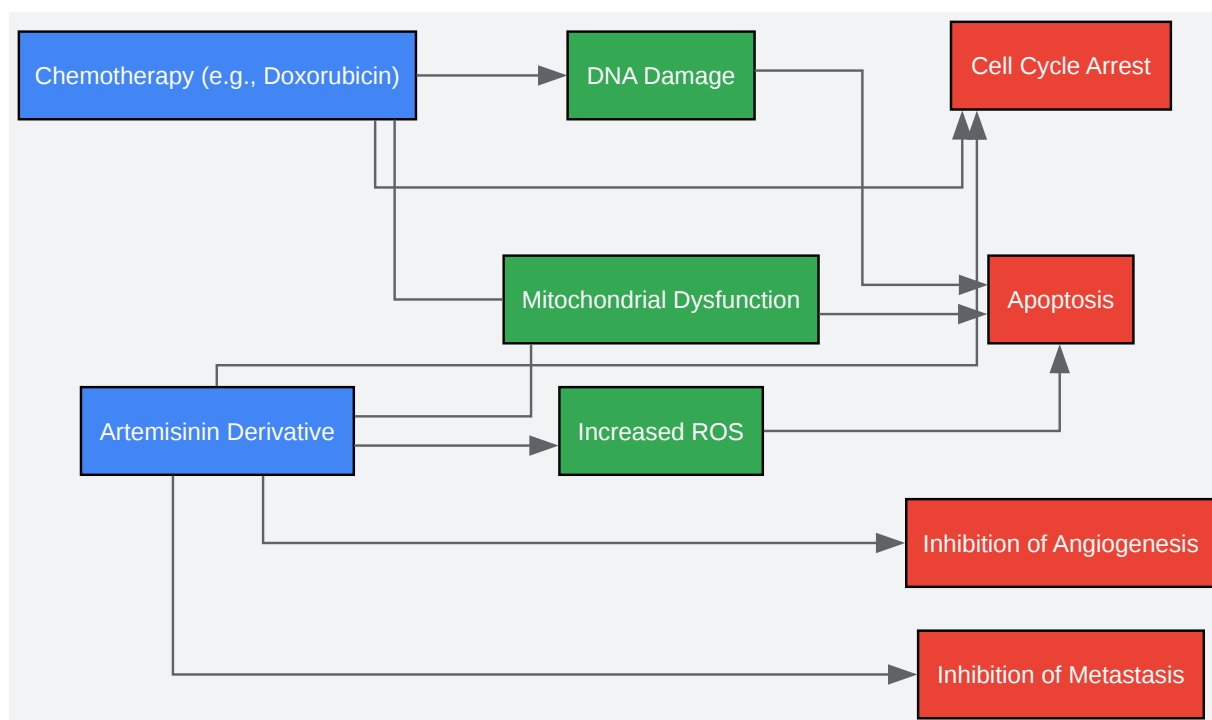 Chemotherapy (e.g., Doxorubicin)
DNA Damage
Cell Cycle Arrest
Mitochondrial Dysfunction
Apoptosis
Artemisinin Derivative
Increased ROS
Inhibition of Angiogenesis
Inhibition of Metastasis